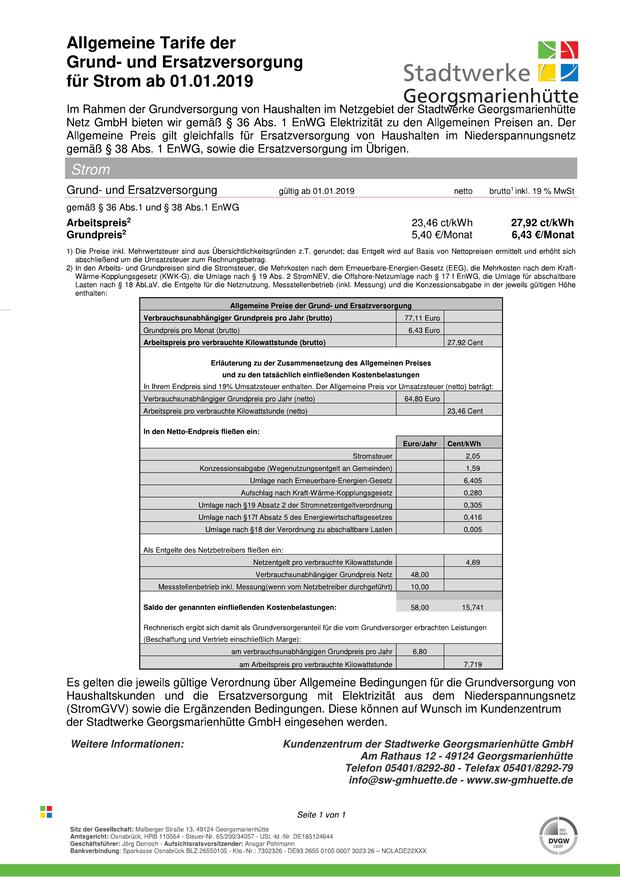 Allgemeine Tarife der
Grund- und Ersatzversorgung
für Strom ab 01.01.2019
Stadtwerke
Georgsmarienhütte
Im Rahmen der Grundversorgung von Haushalten im Netzgebiet der Stadtwerke Georgsmarienhütte
Netz GmbH bieten wir gemäß § 36 Abs. 1 EnWG Elektrizität zu den Allgemeinen Preisen an. Der
Allgemeine Preis gilt gleichfalls für Ersatzversorgung von Haushalten im Niederspannungsnetz
gemäß § 38 Abs. 1 EnWG, sowie die Ersatzversorgung im Übrigen.
Strom
Grund- und Ersatzversorgung gültig ab 01.01.2019 netto brutto¹ inkl. 19 % MwSt
gemäß § 36 Abs.1 und § 38 Abs.1 EnWG
Arbeitspreis² 23,46 ct/kWh 27,92 ct/kWh
Grundpreis² 5,40 €/Monat 6,43 €/Monat
1) Die Preise inkl. Mehrwertsteuer sind aus Übersichtlichkeitsgründen z.T. gerundet; das Entgelt wird auf Basis von Nettopreisen ermittelt und erhöht sich
abschließend um die Umsatzsteuer zum Rechnungsbetrag.
2) In den Arbeits- und Grundpreisen sind die Stromsteuer, die Mehrkosten nach dem Erneuerbare-Energien-Gesetz (EEG), die Mehrkosten nach dem Kraft-
Wärme-Kopplungsgesetz (KWK-G), die Umlage nach § 19 Abs. 2 StromNEV, die Offshore-Netzumlage nach § 17 f EnWG, die Umlage für abschaltbare
Lasten nach § 18 AbLaV, die Entgelte für die Netznutzung, Messstellenbetrieb (inkl. Messung) und die Konzessionsabgabe in der jeweils gültigen Höhe
enthalten:
Allgemeine Preise der Grund- und Ersatzversorgung
Verbrauchsunabhängiger Grundpreis pro Jahr (brutto) 77,11 Euro
Grundpreis pro Monat (brutto) 6,43 Euro
Arbeitspreis pro verbrauchte Kilowattstunde (brutto) 27,92 Cent
Erläuterung zu der Zusammensetzung des Allgemeinen Preises
und zu den tatsächlich einfließenden Kostenbelastungen
In Ihrem Endpreis sind 19% Umsatzsteuer enthalten. Der Allgemeine Preis vor Umsatzsteuer (netto) beträgt:
Verbrauchsunabhängiger Grundpreis pro Jahr (netto) 64,80 Euro
Arbeitspreis pro verbrauchte Kilowattstunde (netto) 23,46 Cent
In den Netto-Endpreis fließen ein:
Euro/Jahr Cent/kWh
Stromsteuer 2,05
Konzessionsabgabe (Wegenutzungsentgelt an Gemeinden) 1,59
Umlage nach Erneuerbare-Energien-Gesetz 6,405
Aufschlag nach Kraft-Wärme-Kopplungsgesetz 0,280
Umlage nach §19 Absatz 2 der Stromnetzentgeltverordnung 0,305
Umlage nach §17f Absatz 5 des Energiewirtschaftsgesetzes 0,416
Umlage nach §18 der Verordnung zu abschaltbare Lasten 0,005
Als Entgelte des Netzbetreibers fließen ein:
Netzentgelt pro verbrauchte Kilowattstunde 4,69
Verbrauchsunabhängiger Grundpreis Netz 48,00
Messstellenbetrieb inkl. Messung(wenn vom Netzbetreiber durchgeführt) 10,00
Saldo der genannten einfließenden Kostenbelastungen: 58,00 15,741
Rechnerisch ergibt sich damit als Grundversorgeranteil für die vom Grundversorger erbrachten Leistungen
(Beschaffung und Vertrieb einschließlich Marge):
am verbrauchsunabhängigen Grundpreis pro Jahr 6,80
am Arbeitspreis pro verbrauchte Kilowattstunde 7,719
Es gelten die jeweils gültige Verordnung über Allgemeine Bedingungen für die Grundversorgung von
Haushaltskunden und die Ersatzversorgung mit Elektrizität aus dem Niederspannungsnetz
(StromGVV) sowie die Ergänzenden Bedingungen. Diese können auf Wunsch im Kundenzentrum
der Stadtwerke Georgsmarienhütte GmbH eingesehen werden.
Weitere Informationen: Kundenzentrum der Stadtwerke Georgsmarienhütte GmbH
Am Rathaus 12 - 49124 Georgsmarienhütte
Telefon 05401/8292-80 - Telefax 05401/8292-79
info@sw-gmhuette.de - www.sw-gmhuette.de
Seite 1 von 1
Sitz der Gesellschaft: Malberger Straße 13, 49124 Georgsmarienhütte
Amtsgericht: Osnabrück, HRB 110564 - Steuer-Nr. 65/200/34057 - USt.-Id.-Nr. DE185124644
Geschäftsführer: Jörg Dorroch - Aufsichtsratsvorsitzender: Ansgar Pohlmann
Bankverbindung: Sparkasse Osnabrück BLZ 26550105 - Kto.-Nr.: 7302326 - DE93 2655 0105 0007 3023 26 – NOLADE22XXX
DVGW
CERT